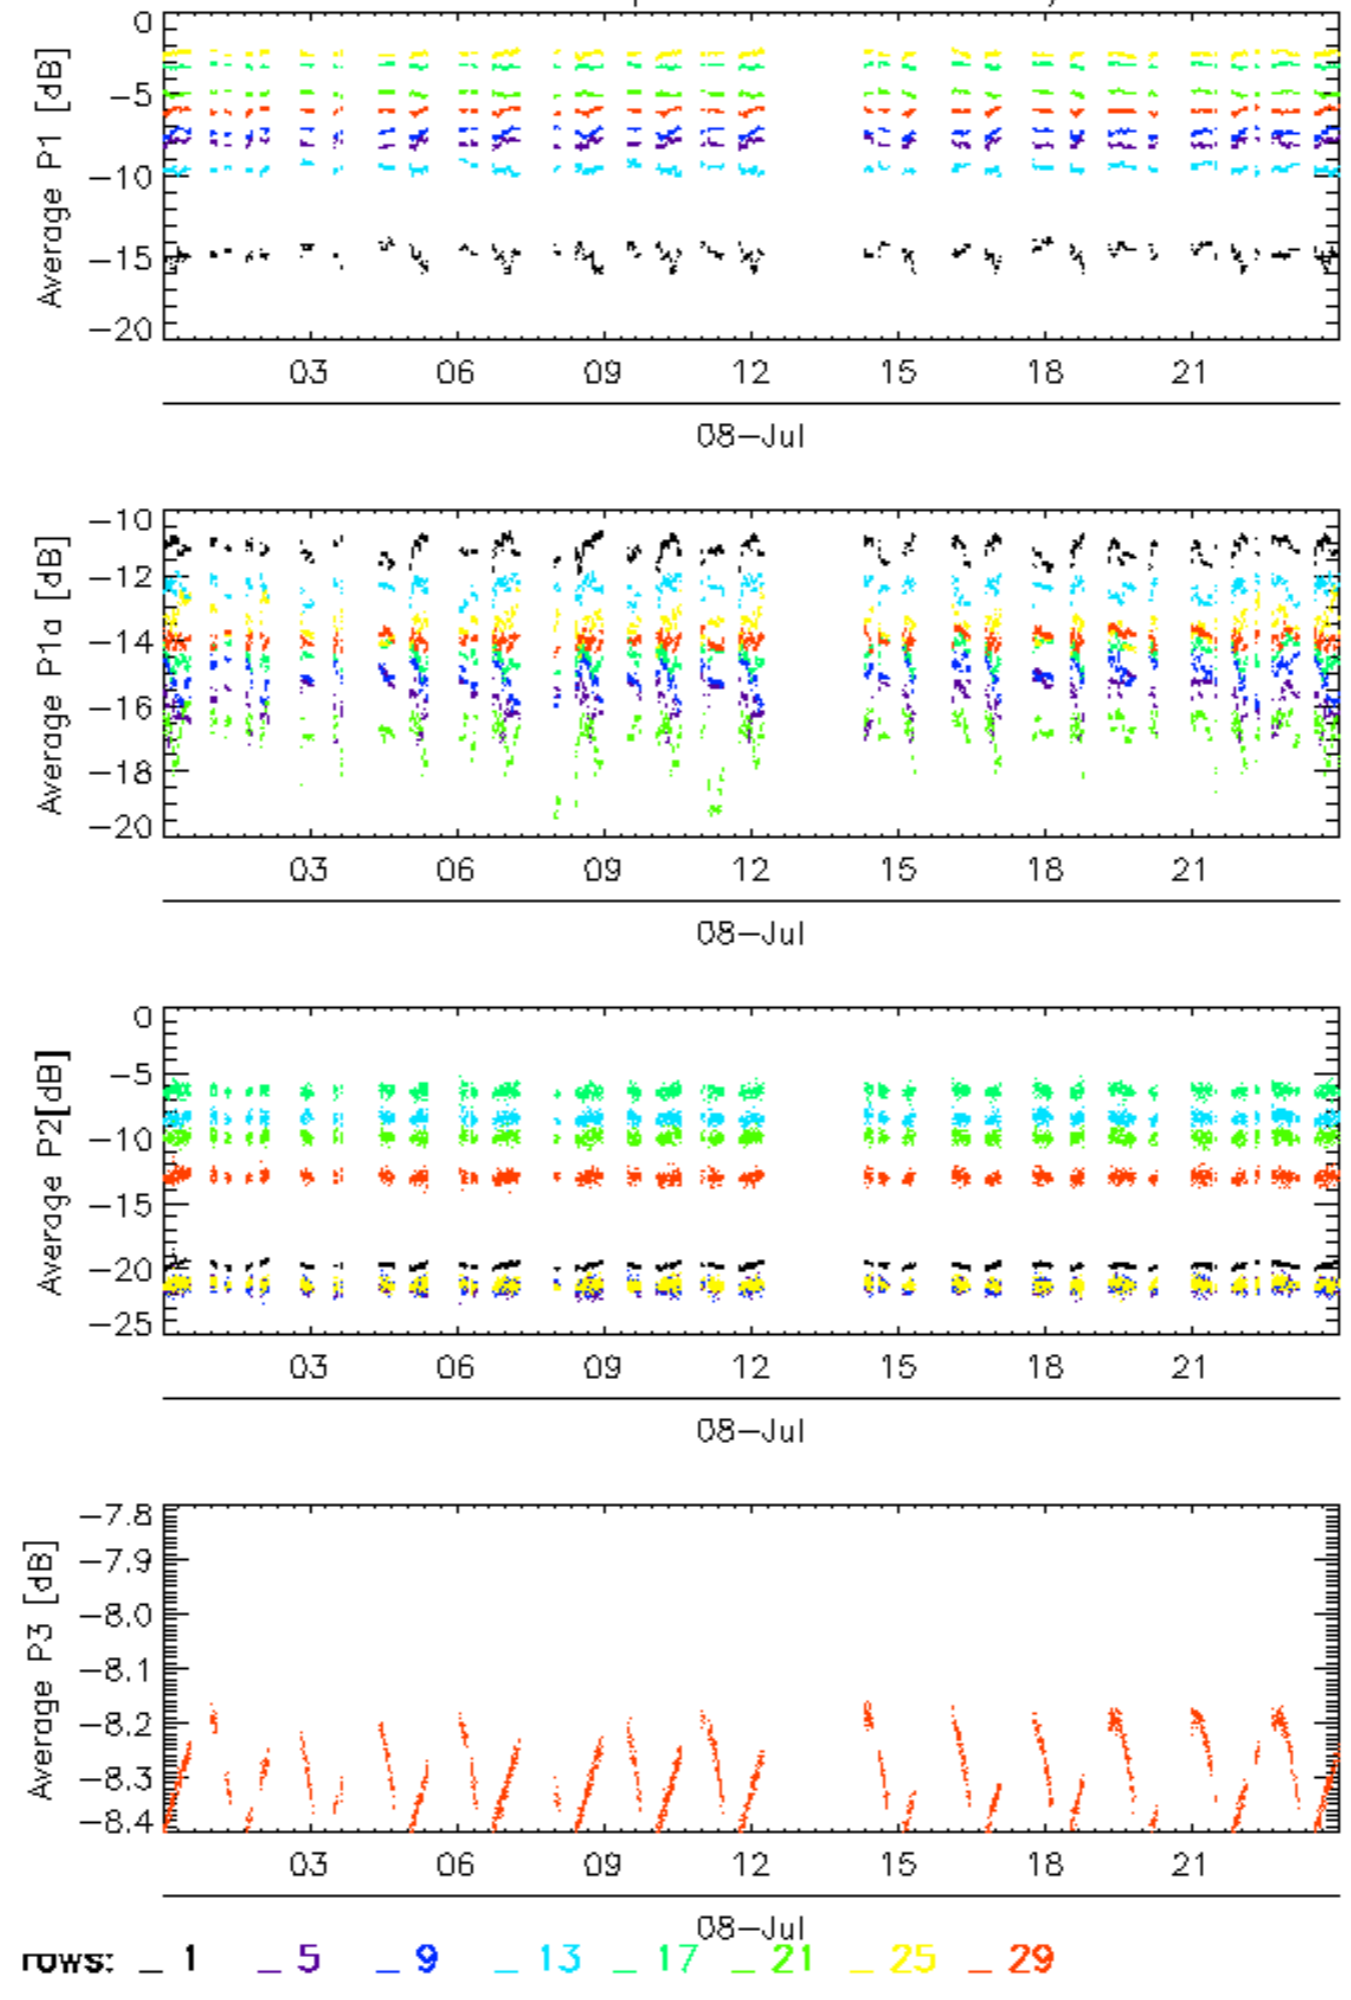 0
−5
−10
−15
−20
Average P1 [dB]
03 06 09 12 15 18 21
08−Jul
−10
−12
−14
−16
−18
−20
Average P1a [dB]
03 06 09 12 15 18 21
08−Jul
0
−5
−10
−15
−20
−25
Average P2[dB]
03 06 09 12 15 18 21
08−Jul
−7.8
−7.9
−8.0
−8.1
−8.2
−8.3
−8.4
Average P3 [dB]
03 06 09 12 15 18 21
08−Jul
rows: _ 1 _ 5 _ 9 _ 13 _ 17 _ 21 _ 25 _ 29